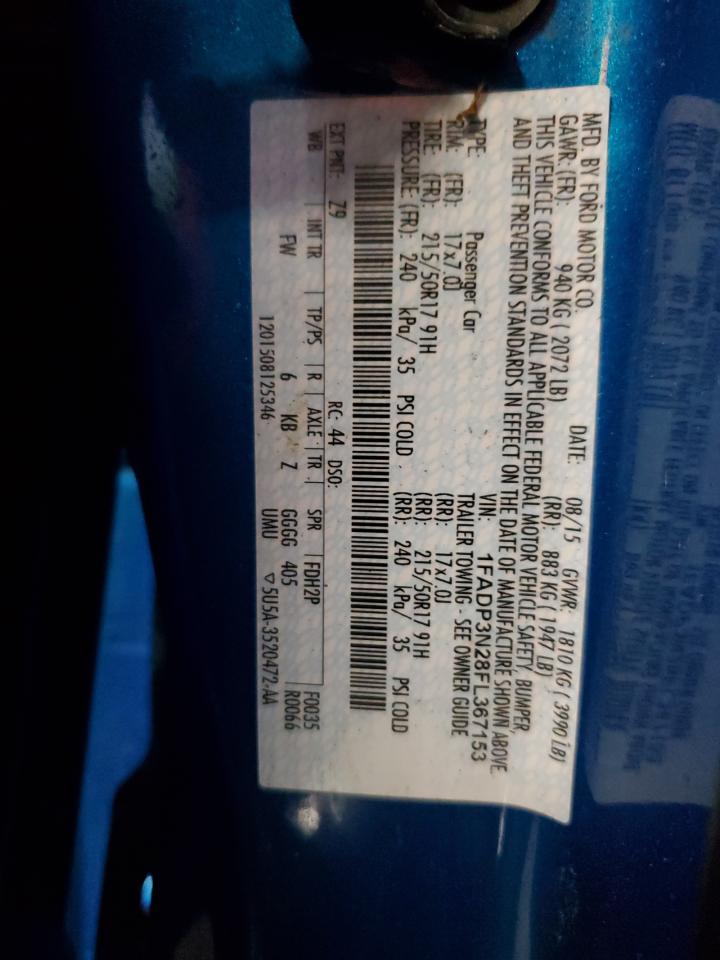 MFD. BY FORD MOTOR CO. DATE: 08/15 GVWR: 1810 KG ( 3990 LB)
GAWR: (FR): 940 KG ( 2072 LB) (RR): 883 KG ( 1947 LB)
THIS VEHICLE CONFORMS TO ALL APPLICABLE FEDERAL MOTOR VEHICLE SAFETY, BUMPER,
AND THEFT PREVENTION STANDARDS IN EFFECT ON THE DATE OF MANUFACTURE SHOWN ABOVE
VIN: 1FADP3N28FL367153
TYPE: Passenger Car TRAILER TOWING - SEE OWNER GUIDE
RIM: (FR): 17x7.0J (RR): 17x7.0J
TIRE: (FR): 215/50R17 91H (RR): 215/50R17 91H
PRESSURE: (FR): 240 kPa/ 35 PSI COLD (RR): 240 kPa/ 35 PSI COLD
EXT PNT: Z9 RC: 44 DSO:
WB | INT TR | TP/PS | R | AXLE | TR | SPR | FDH2P F0035
FW 6 KB Z GGGG 405 R0066
1201508125346 UMU ▽5U5A-3520472-AA